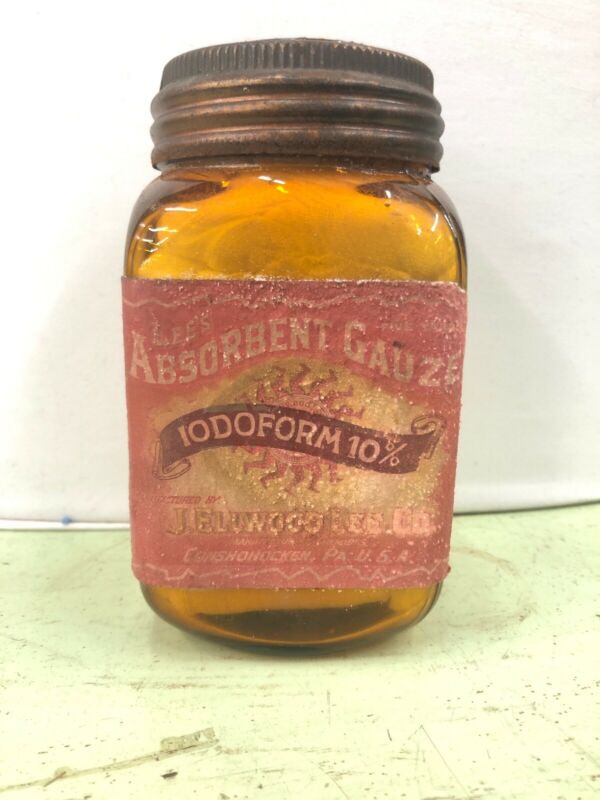 LEE'S
ABSORBENT GAUZE
IODOFORM 10%
J. ELLWOOD LEE. CO.
CONSHOHOCKEN, PA. U.S.A.